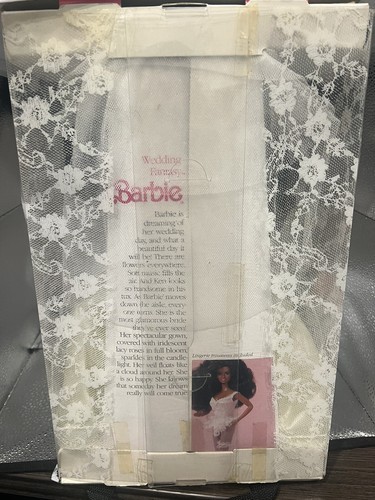 Wedding
Fantasy™
Barbie®
Barbie is
dreaming of
her wedding
day, and what a
beautiful day it
will be! There are
flowers everywhere.
Soft music fills the
air. And Ken looks
so handsome in his
tux. As Barbie moves
down the aisle, every-
one turns. She is the
most glamorous bride
they've ever seen!
Her spectacular gown,
covered with iridescent
lacy roses in full bloom,
sparkles in the candle
light. Her veil floats like
a cloud around her. She
is so happy. She knows
that someday her dream
really will come true.
Lingerie fashions included